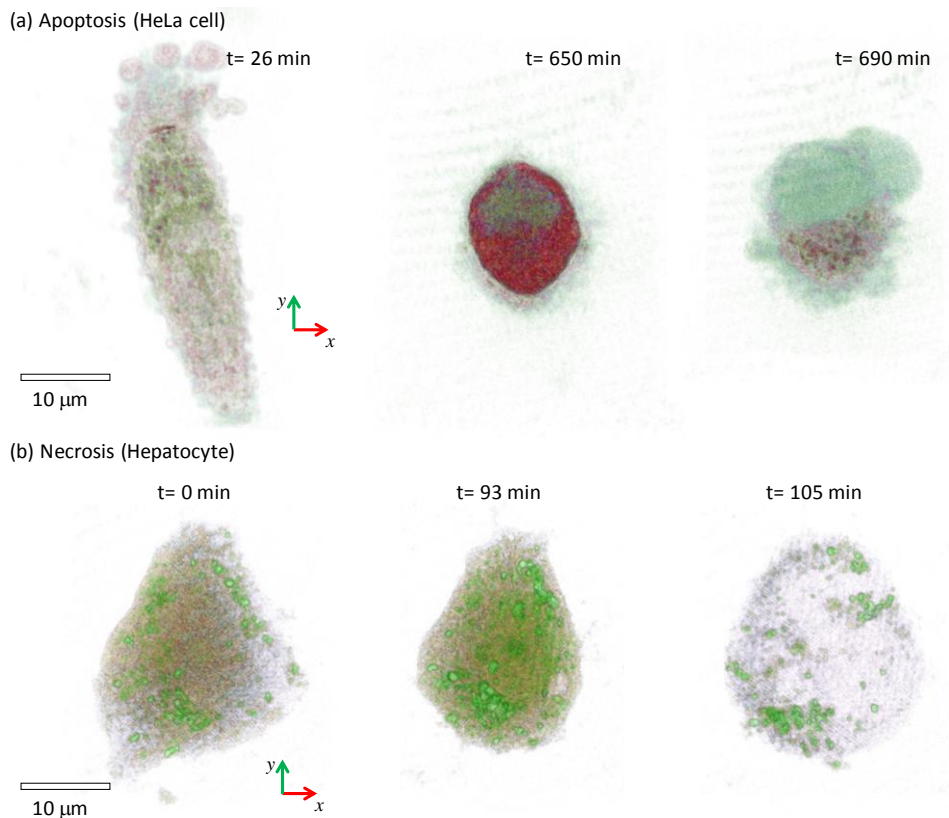 (a) Apoptosis (HeLa cell)
t= 26 min
t= 650 min
t= 690 min
y
x
10 μm
(b) Necrosis (Hepatocyte)
t= 0 min
t= 93 min
t= 105 min
y
x
10 μm